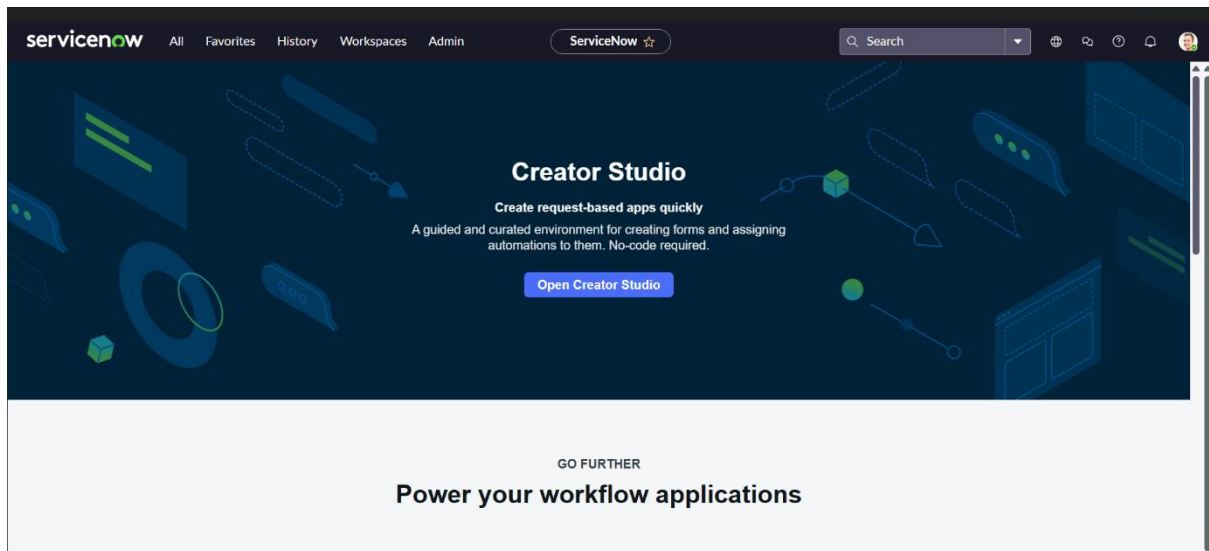 servicenow All Favorites History Workspaces Admin ServiceNow Search
Creator Studio
Create request-based apps quickly
A guided and curated environment for creating forms and assigning
automations to them. No-code required.
Open Creator Studio
GO FURTHER
Power your workflow applications